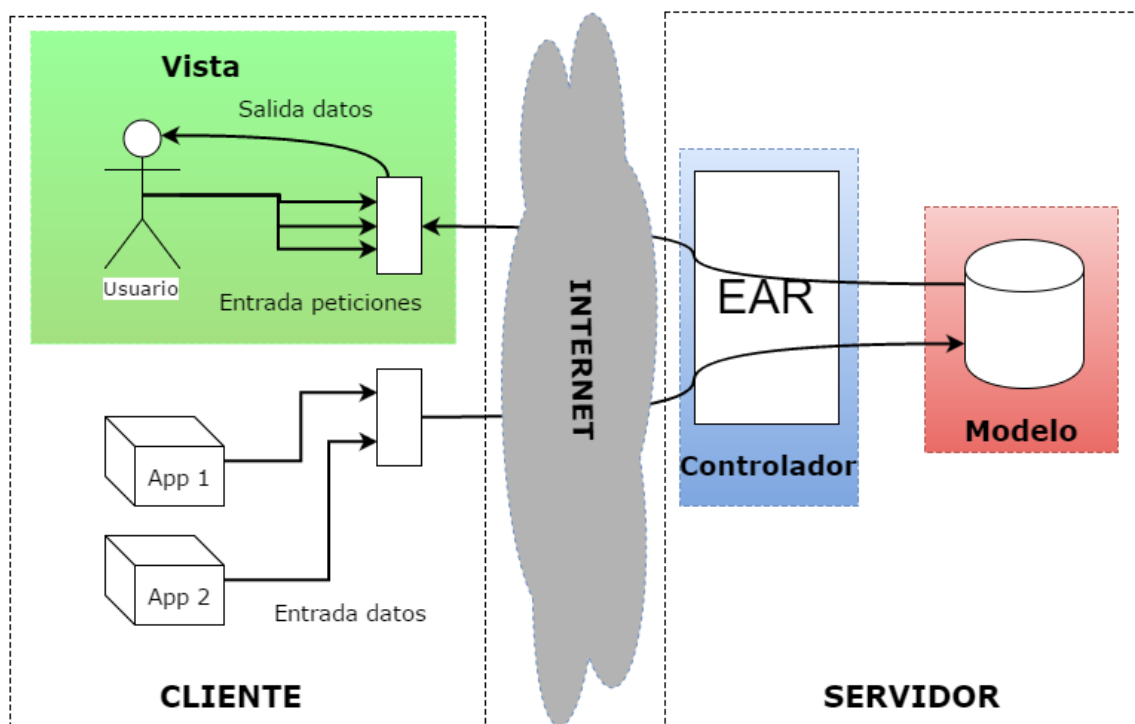 Vista
Salida datos
Usuario
Entrada peticiones
App 1
App 2
Entrada datos
CLIENTE
INTERNET
EAR
Controlador
Modelo
SERVIDOR